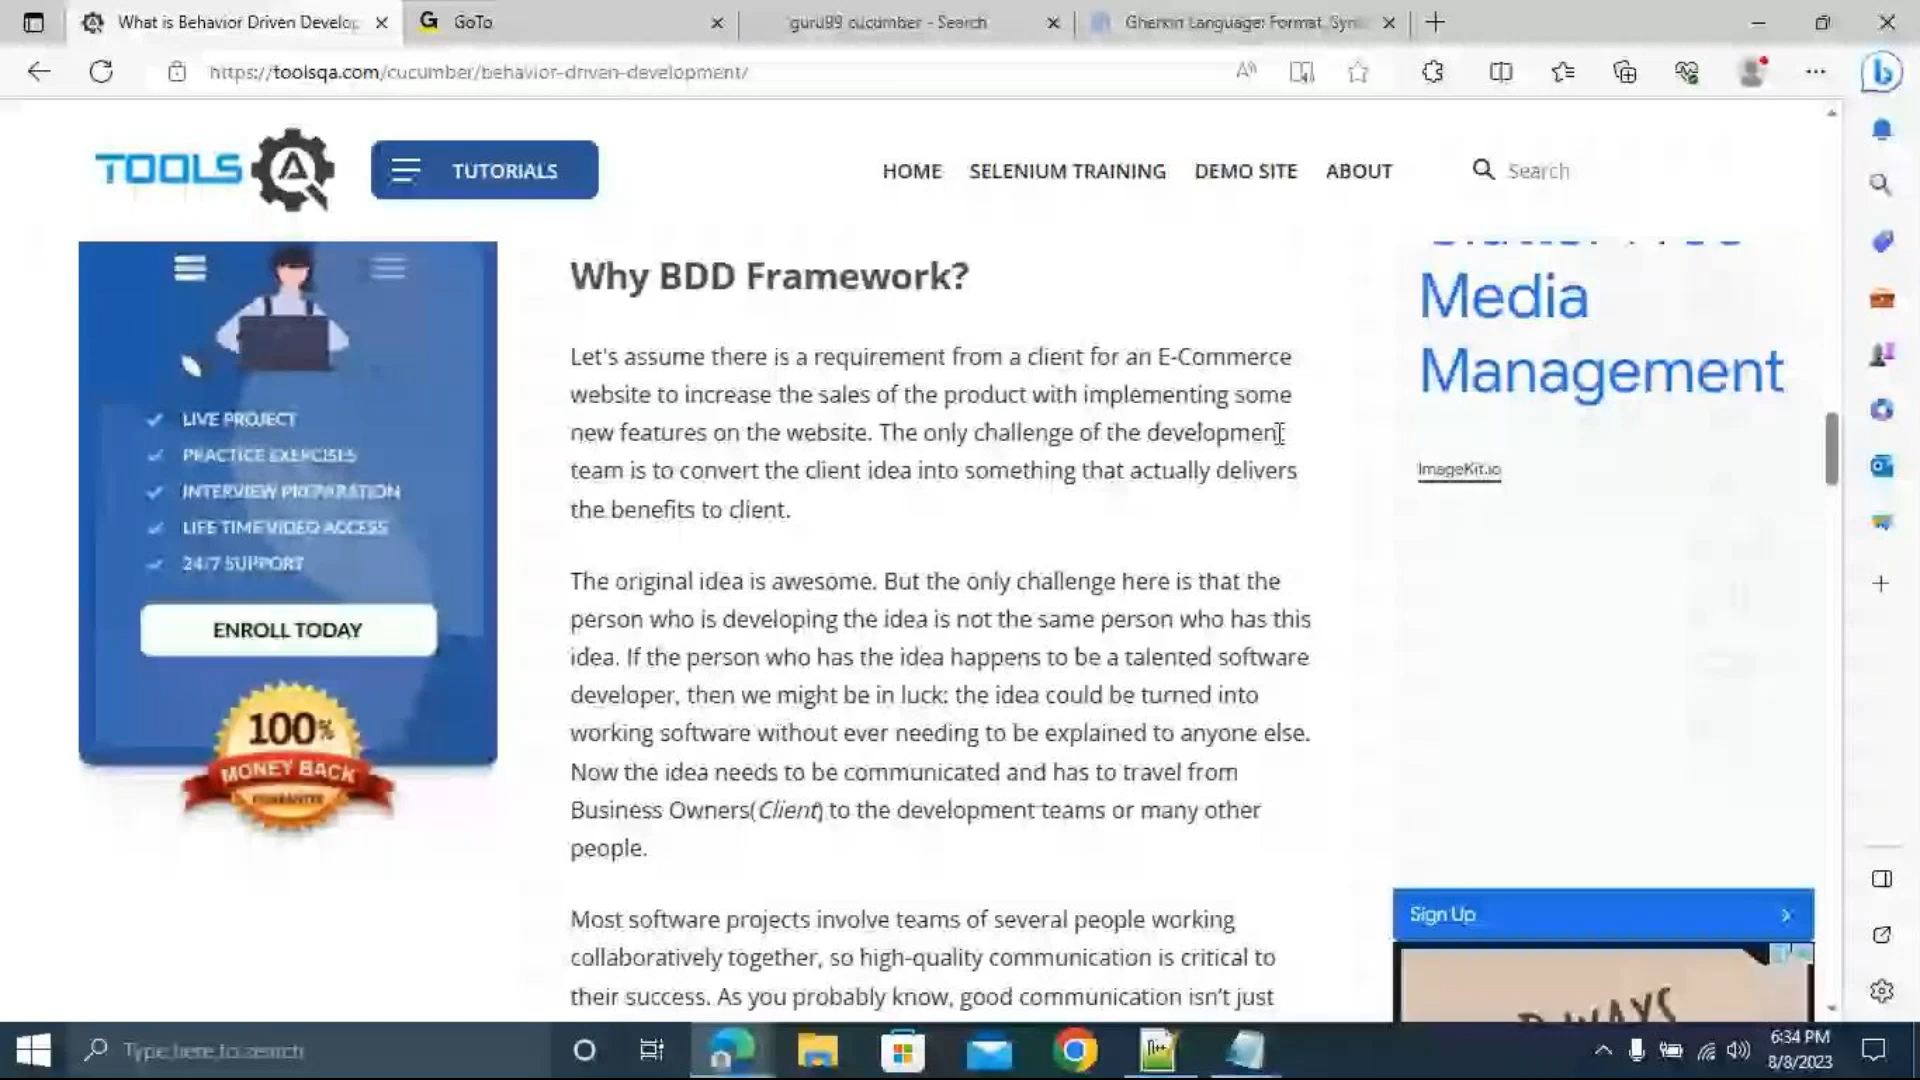 What is Behavior Driven Develop
GoTo
guru99 cucumber - Search
Gherkin Language: Format, Syn
https://toolsqa.com/cucumber/behavior-driven-development/
TOOLS
TUTORIALS
HOME
SELENIUM TRAINING
DEMO SITE
ABOUT
Search
LIVE PROJECT
PRACTICE EXERCISES
INTERVIEW PREPARATION
LIFE TIME VIDEO ACCESS
24/7 SUPPORT
ENROLL TODAY
100%
MONEY BACK
GUARANTEE
Why BDD Framework?
Let's assume there is a requirement from a client for an E-Commerce
website to increase the sales of the product with implementing some
new features on the website. The only challenge of the development
team is to convert the client idea into something that actually delivers
the benefits to client.
The original idea is awesome. But the only challenge here is that the
person who is developing the idea is not the same person who has this
idea. If the person who has the idea happens to be a talented software
developer, then we might be in luck: the idea could be turned into
working software without ever needing to be explained to anyone else.
Now the idea needs to be communicated and has to travel from
Business Owners(Client) to the development teams or many other
people.
Most software projects involve teams of several people working
collaboratively together, so high-quality communication is critical to
their success. As you probably know, good communication isn't just
Media
Management
ImageKit.io
Sign Up
Type here to search
6:34 PM
8/8/2023